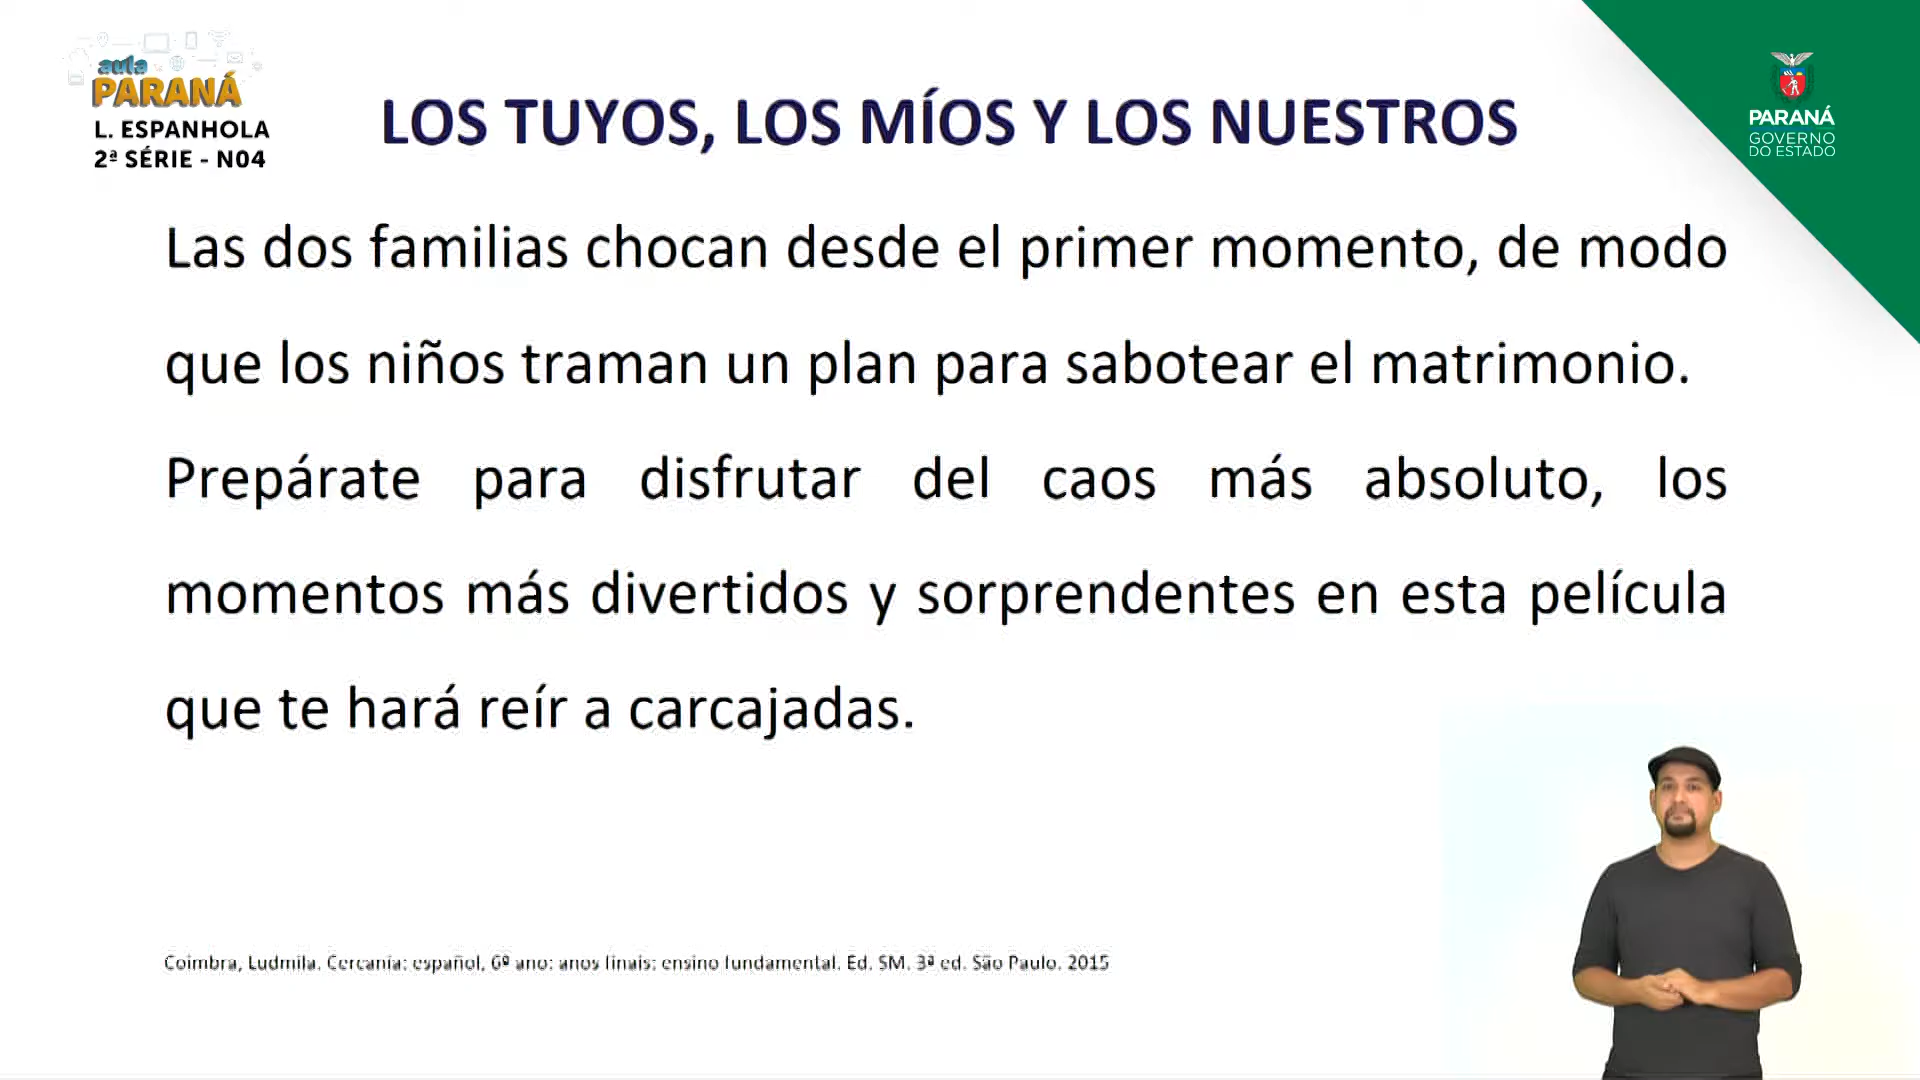 aula
PARANÁ
L. ESPANHOLA
2ª SÉRIE - N04
LOS TUYOS, LOS MÍOS Y LOS NUESTROS
PARANÁ
GOVERNO
DO ESTADO
Las dos familias chocan desde el primer momento, de modo
que los niños traman un plan para sabotear el matrimonio.
Prepárate para disfrutar del caos más absoluto, los
momentos más divertidos y sorprendentes en esta película
que te hará reír a carcajadas.
Coimbra, Ludmila. Cercanía: español, 6º ano: anos finais: ensino fundamental. Ed. SM. 3ª ed. São Paulo. 2015